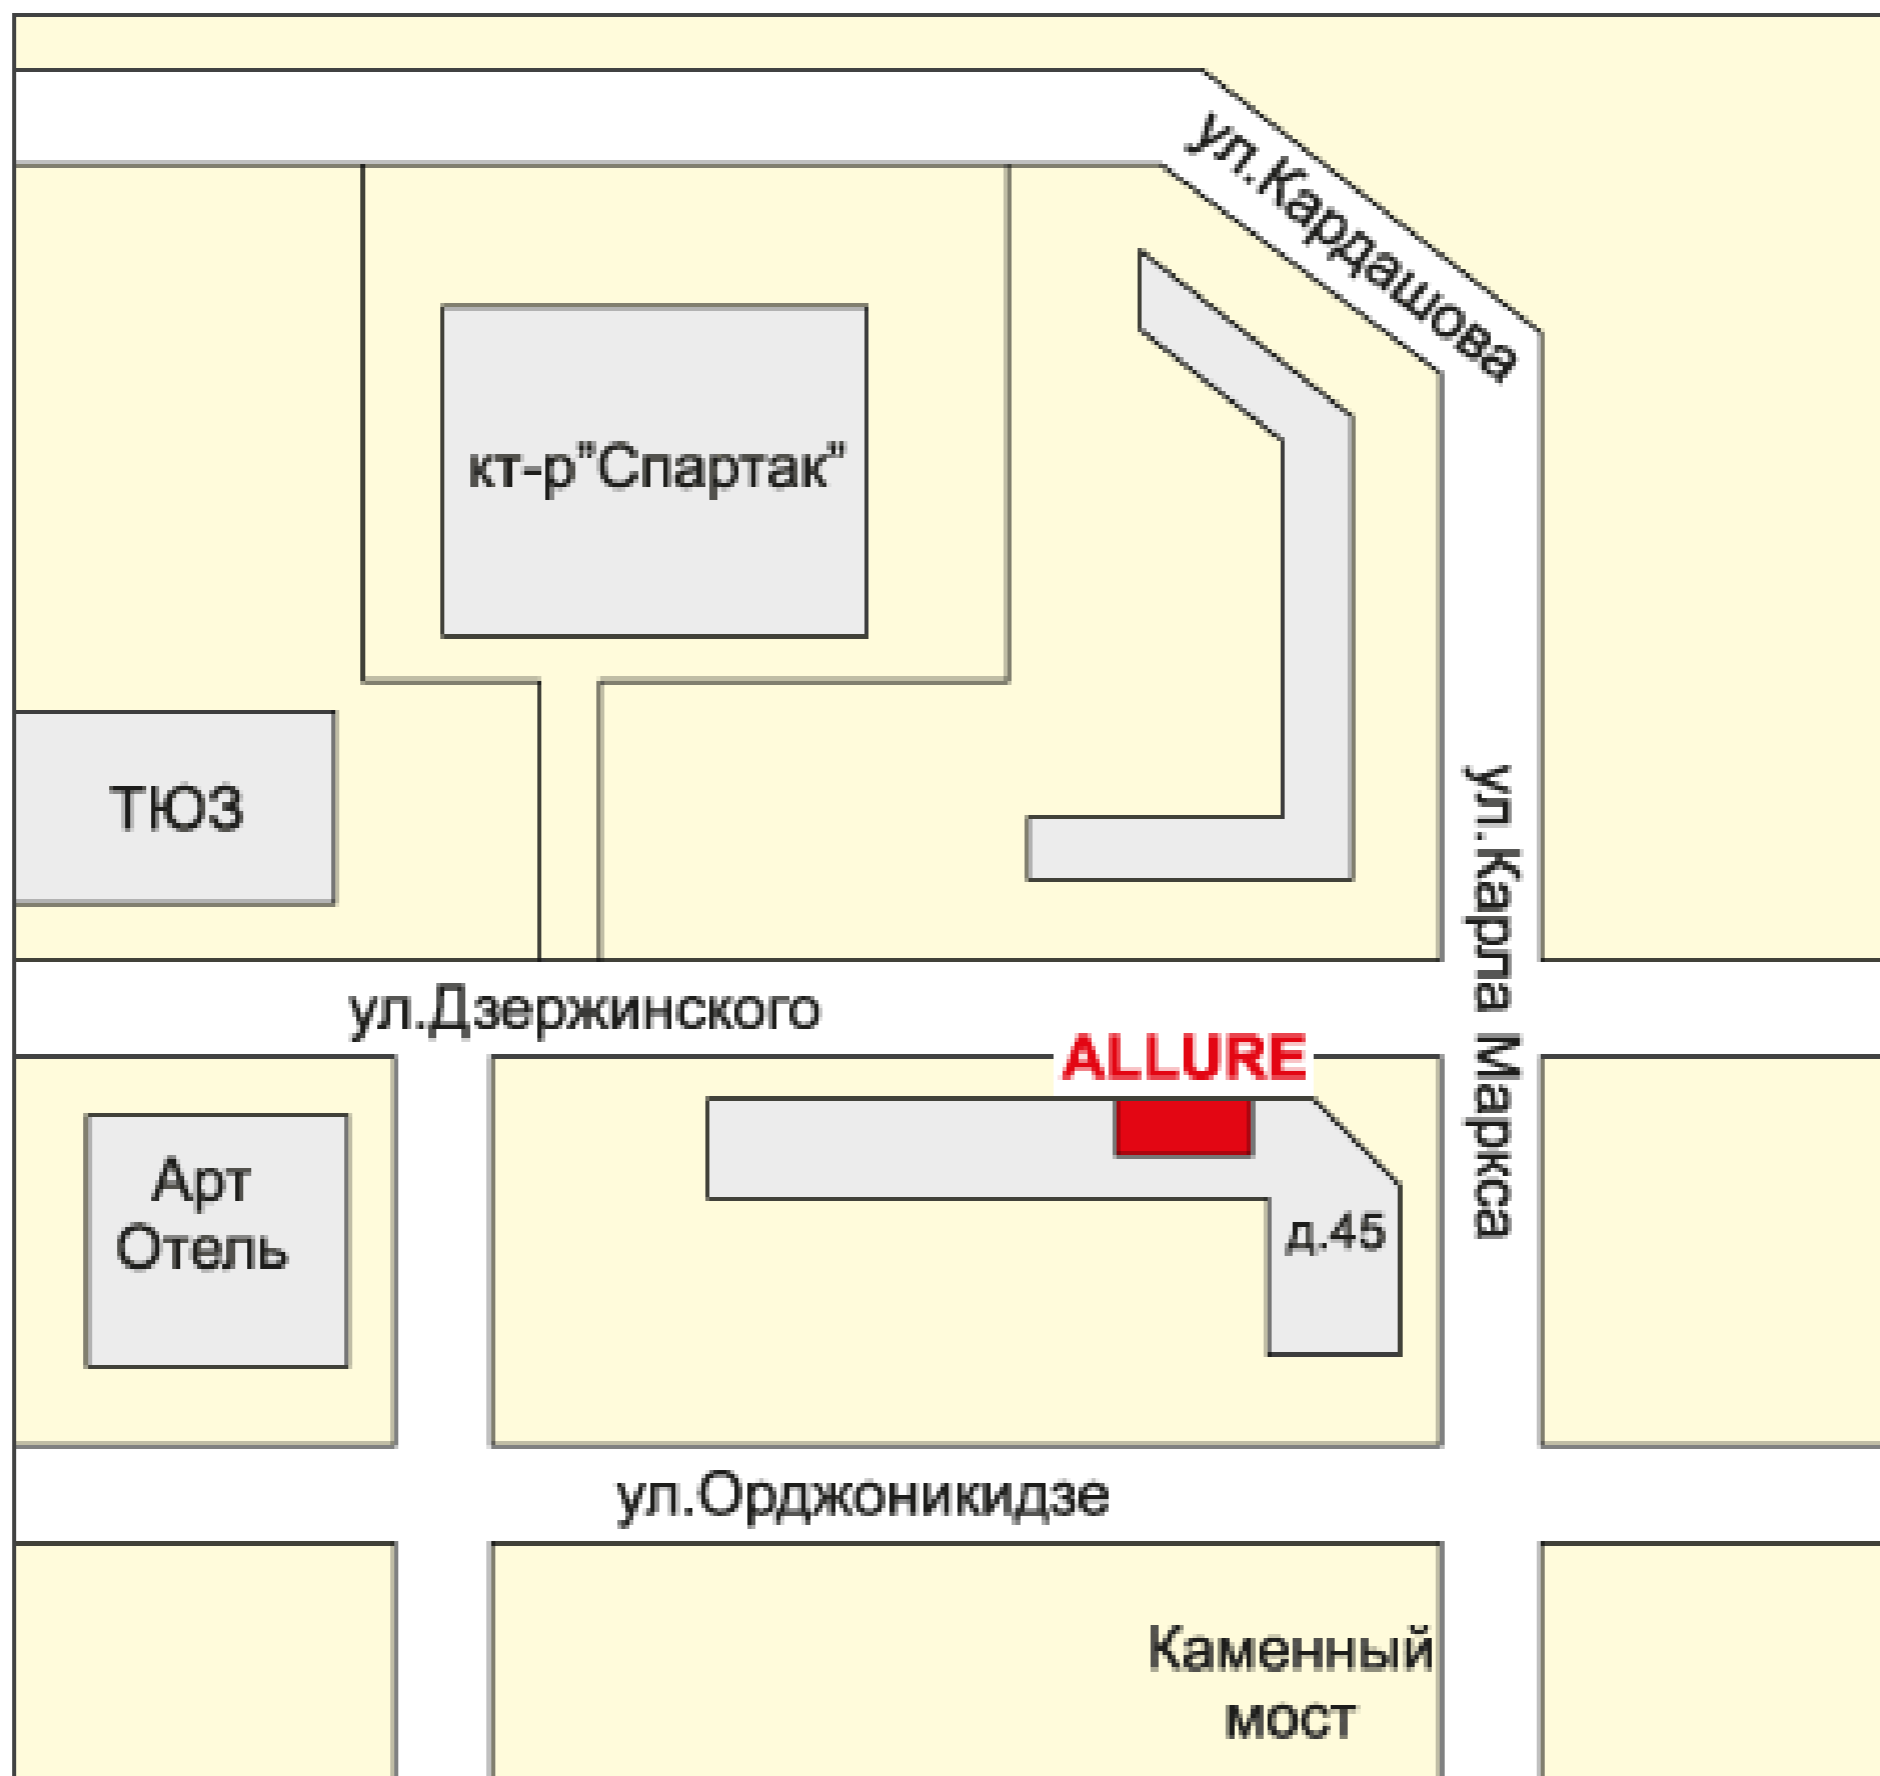 ул.Кардашова
кт-р"Спартак"
ТЮЗ
ул.Карла Маркса
ул.Дзержинского
ALLURE
Арт
Отель
д.45
ул.Орджоникидзе
Каменный
мост